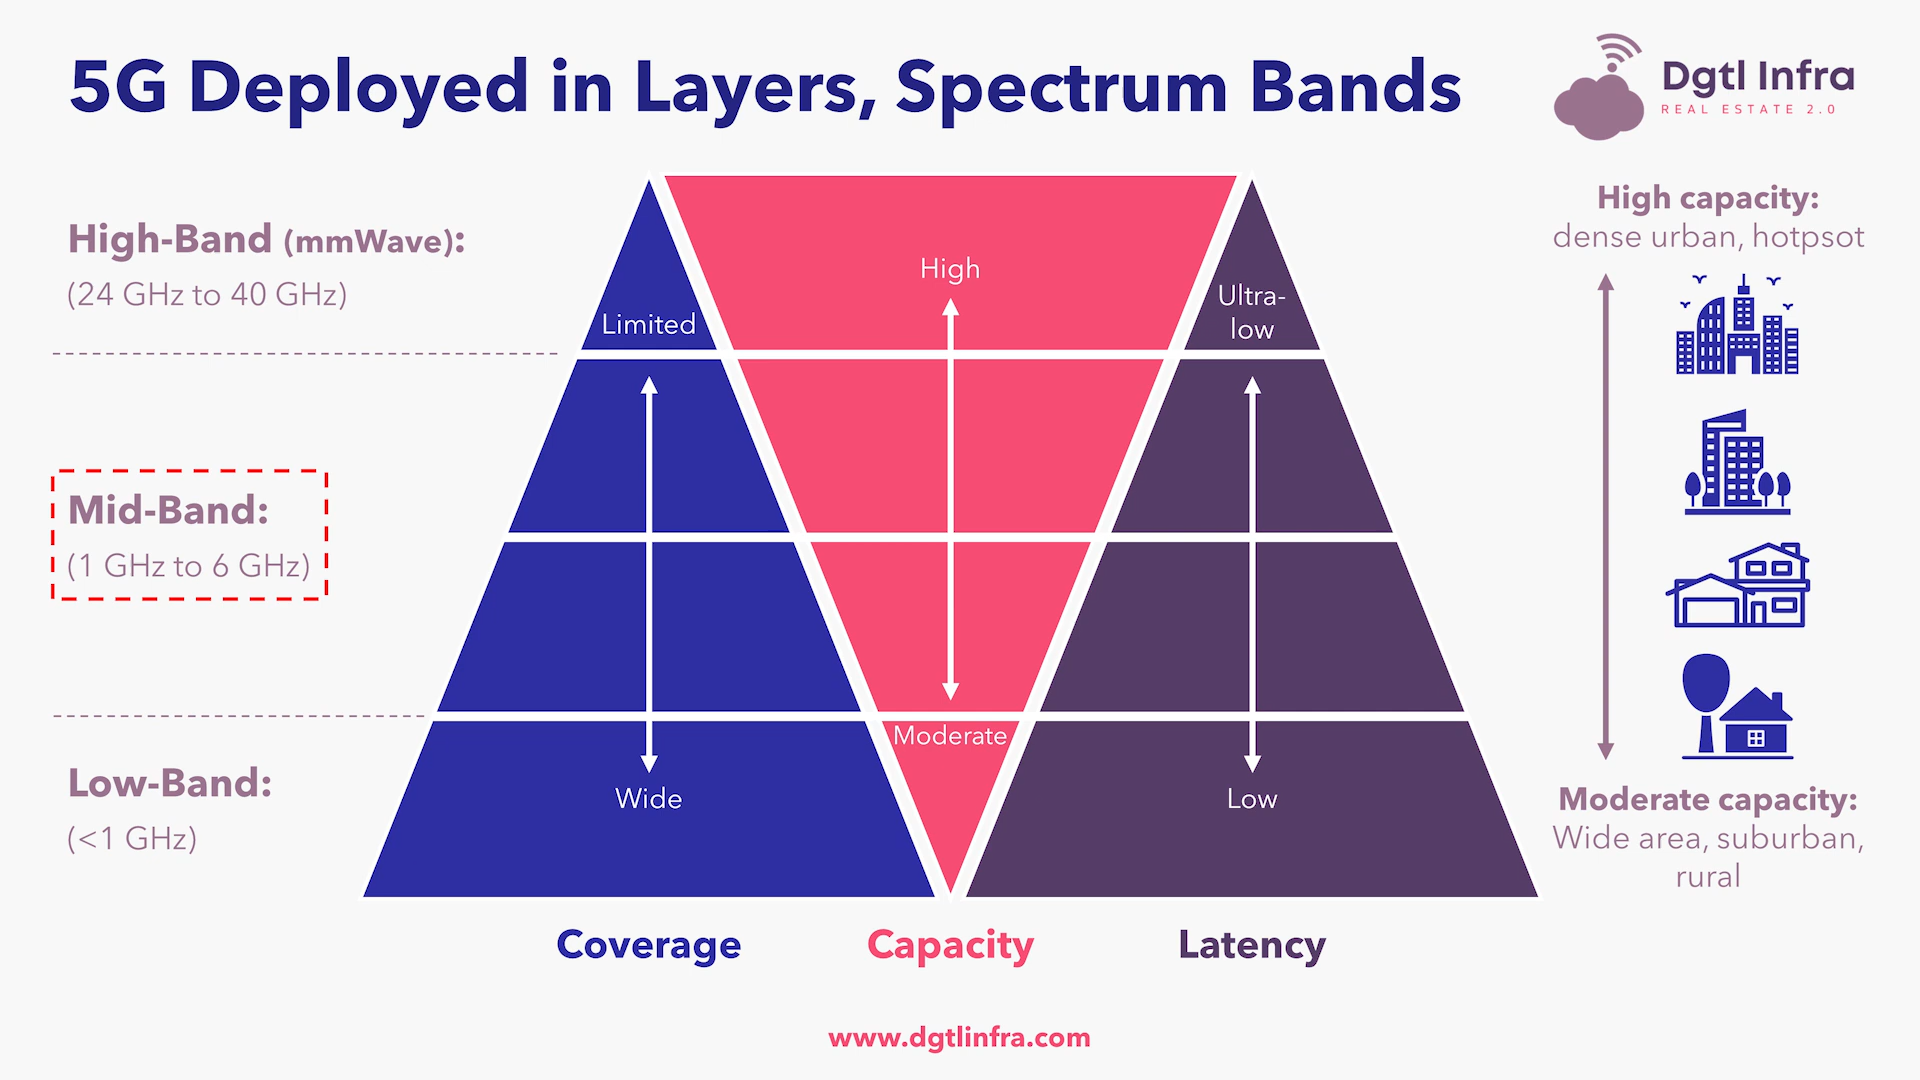 5G Deployed in Layers, Spectrum Bands
Dgtl Infra
REAL ESTATE 2.0
High-Band (mmWave):
(24 GHz to 40 GHz)
Mid-Band:
(1 GHz to 6 GHz)
Low-Band:
(<1 GHz)
Limited
Wide
High
Moderate
Ultra-
low
Low
Coverage
Capacity
Latency
High capacity:
dense urban, hotpsot
Moderate capacity:
Wide area, suburban,
rural
www.dgtlinfra.com